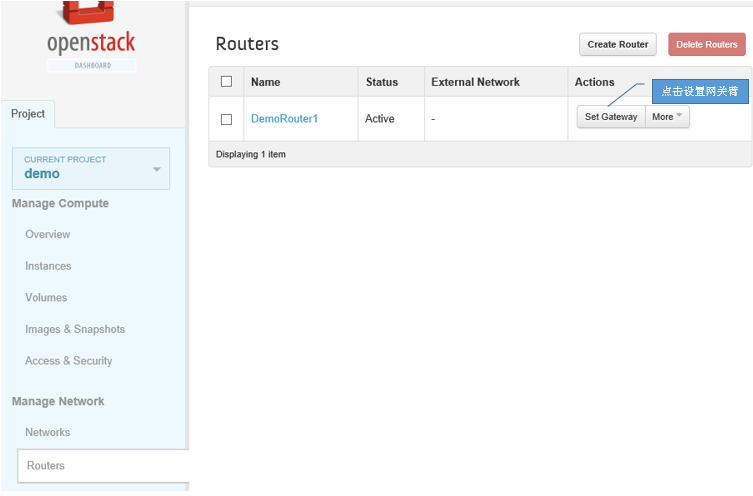 openstack
DASHBOARD
Project
CURRENT PROJECT
demo
Manage Compute
Overview
Instances
Volumes
Images & Snapshots
Access & Security
Manage Network
Networks
Routers
Routers
Create Router
Delete Routers
Name Status External Network Actions
点击设置网关臂
DemoRouter1 Active - Set Gateway More
Displaying 1 item